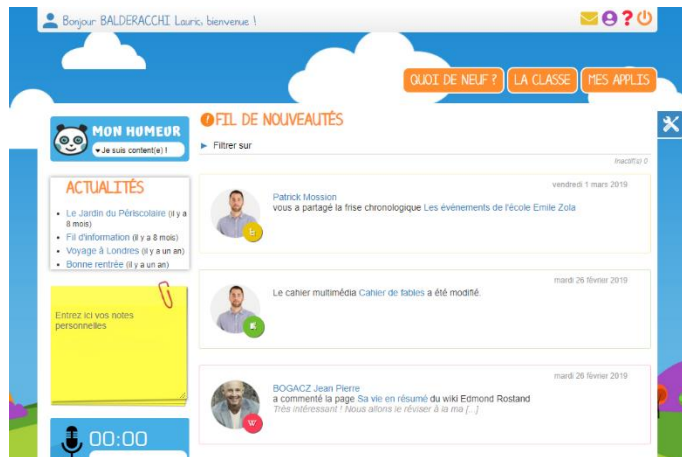 Bonjour BALDERACCHI Lauric, bienvenue !
QUOI DE NEUF ?
LA CLASSE
MES APPLIS
MON HUMEUR
♥ Je suis content(e) !
ACTUALITÉS
Le Jardin du Périscolaire (il y a
8 mois)
Fil d'information (il y a 8 mois)
Voyage à Londres (il y a un an)
Bonne rentrée (il y a un an)
Entrez ici vos notes
personnelles
00:00
FIL DE NOUVEAUTÉS
Filtrer sur
Inactif(s) 0
vendredi 1 mars 2019
Patrick Mossion
vous a partagé la frise chronologique Les événements de l'école Emile Zola
mardi 26 février 2019
Le cahier multimédia Cahier de fables a été modifié.
mardi 26 février 2019
BOGACZ Jean Pierre
a commenté la page Sa vie en résumé du wiki Edmond Rostand
Très intéressant ! Nous allons le réviser à la ma [...]
W